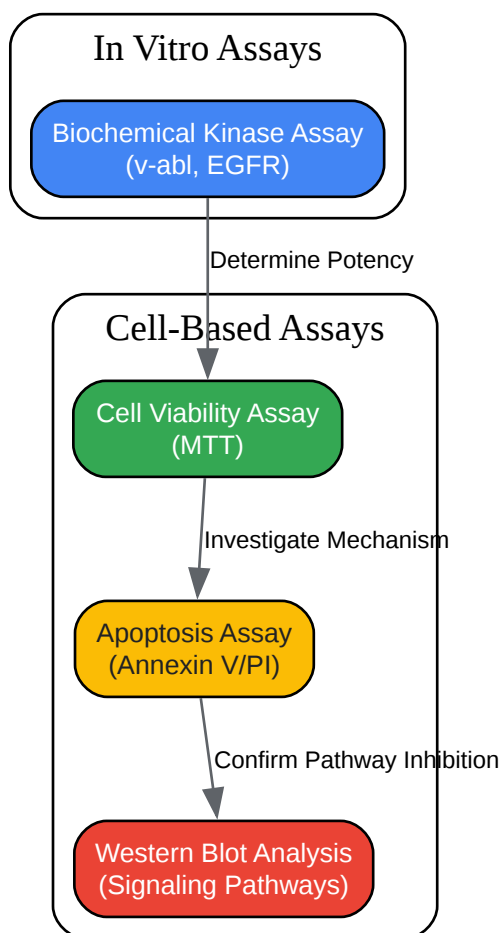 In Vitro Assays
Biochemical Kinase Assay
(v-abl, EGFR)
Determine Potency
Cell-Based Assays
Cell Viability Assay
(MTT)
Investigate Mechanism
Apoptosis Assay
(Annexin V/PI)
Confirm Pathway Inhibition
Western Blot Analysis
(Signaling Pathways)